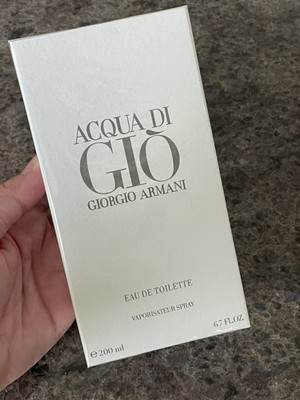 ACQUA DI
GIÒ
GIORGIO ARMANI
EAU DE TOILETTE
VAPORISATEUR SPRAY
℮ 200 ml
6.7 FL.OZ.